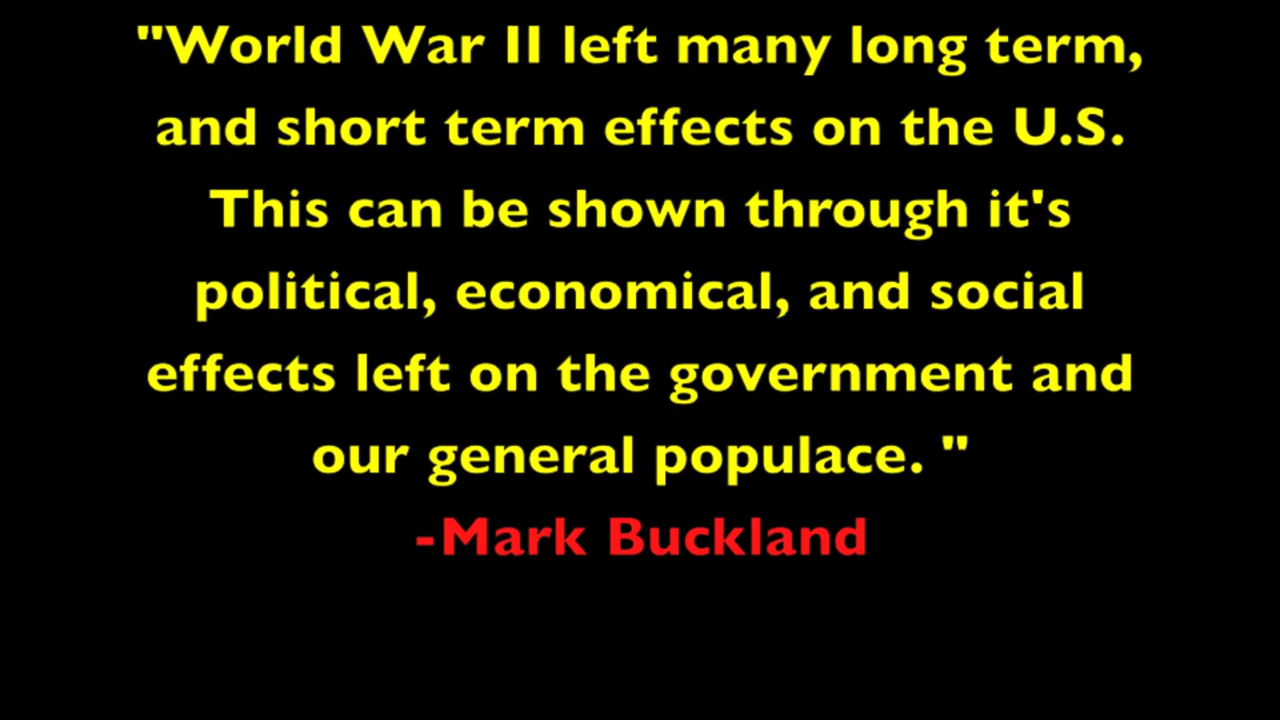 "World War II left many long term,
and short term effects on the U.S.
This can be shown through it's
political, economical, and social
effects left on the government and
our general populace. "
-Mark Buckland